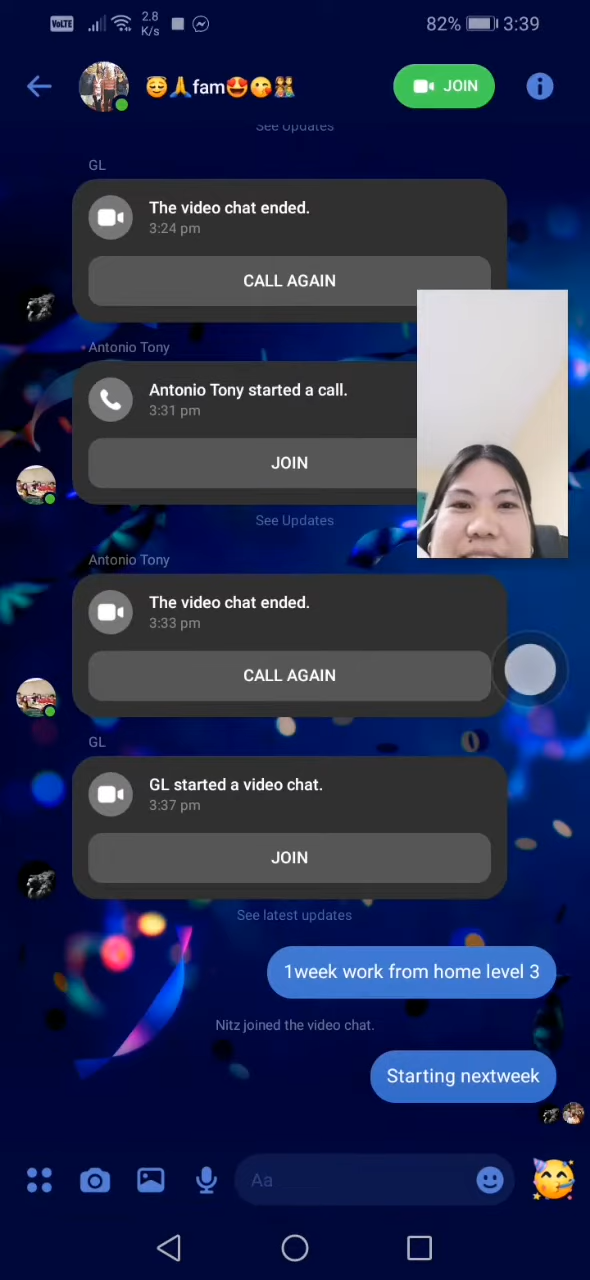 VoLTE 2.8 K/s 82% 3:39
😇🙏fam🤩😘👭 JOIN
See Updates
GL
The video chat ended.
3:24 pm
CALL AGAIN
Antonio Tony
Antonio Tony started a call.
3:31 pm
JOIN
See Updates
Antonio Tony
The video chat ended.
3:33 pm
CALL AGAIN
GL
GL started a video chat.
3:37 pm
JOIN
See latest updates
1week work from home level 3
Nitz joined the video chat.
Starting nextweek
Aa